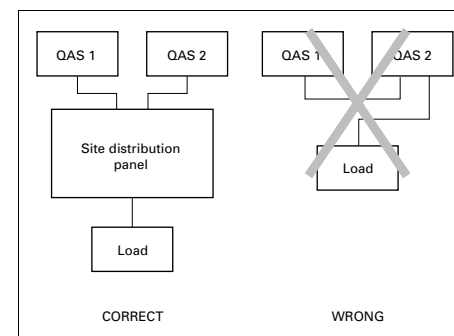 QAS 1
QAS 2
Site distribution
panel
Load
CORRECT
QAS 1
QAS 2
Load
WRONG